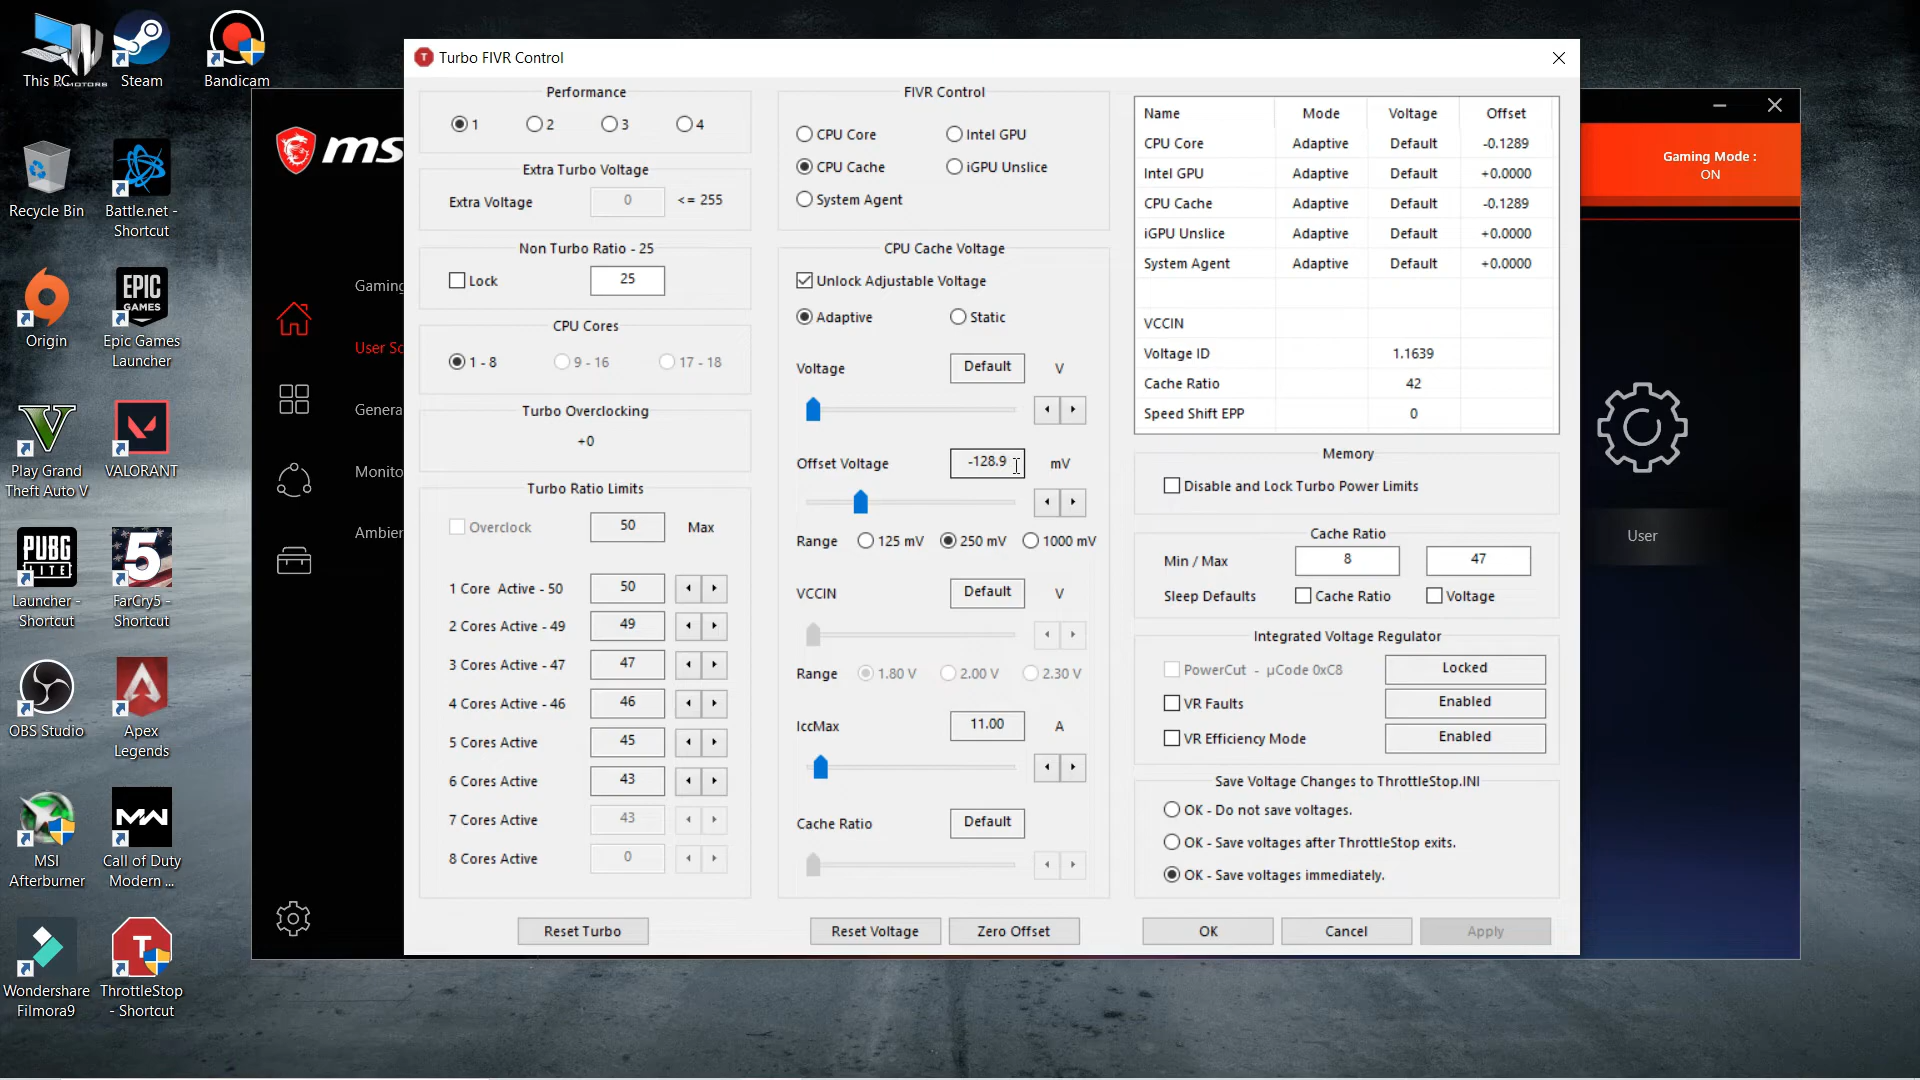 This PC
MOTORS
Steam
Bandicam
Recycle Bin
Battle.net -
Shortcut
Origin
EPIC
GAMES
Epic Games
Launcher
Play Grand
Theft Auto V
VALORANT
PUBG
LITE
Launcher -
Shortcut
5
FarCry5 -
Shortcut
OBS Studio
Apex
Legends
MSI
Afterburner
MW
Call of Duty
Modern ...
Wondershare
Filmora9
T
ThrottleStop
- Shortcut
ms
Gaming
User Sc
Genera
Monito
Ambien
Gaming Mode :
ON
User
T Turbo FIVR Control
Performance
1 2 3 4
Extra Turbo Voltage
Extra Voltage 0 <= 255
Non Turbo Ratio - 25
Lock 25
CPU Cores
1 - 8 9 - 16 17 - 18
Turbo Overclocking
+0
Turbo Ratio Limits
Overclock 50 Max
1 Core Active - 50 50
2 Cores Active - 49 49
3 Cores Active - 47 47
4 Cores Active - 46 46
5 Cores Active 45
6 Cores Active 43
7 Cores Active 43
8 Cores Active 0
Reset Turbo
FIVR Control
CPU Core Intel GPU
CPU Cache iGPU Unslice
System Agent
CPU Cache Voltage
Unlock Adjustable Voltage
Adaptive Static
Voltage Default V
Offset Voltage -128.9 mV
Range 125 mV 250 mV 1000 mV
VCCIN Default V
Range 1.80 V 2.00 V 2.30 V
IccMax 11.00 A
Cache Ratio Default
Reset Voltage Zero Offset
Name Mode Voltage Offset
CPU Core Adaptive Default -0.1289
Intel GPU Adaptive Default +0.0000
CPU Cache Adaptive Default -0.1289
iGPU Unslice Adaptive Default +0.0000
System Agent Adaptive Default +0.0000
VCCIN
Voltage ID 1.1639
Cache Ratio 42
Speed Shift EPP 0
Memory
Disable and Lock Turbo Power Limits
Cache Ratio
Min / Max 8 47
Sleep Defaults Cache Ratio Voltage
Integrated Voltage Regulator
PowerCut - µCode 0xC8 Locked
VR Faults Enabled
VR Efficiency Mode Enabled
Save Voltage Changes to ThrottleStop.INI
OK - Do not save voltages.
OK - Save voltages after ThrottleStop exits.
OK - Save voltages immediately.
OK Cancel Apply